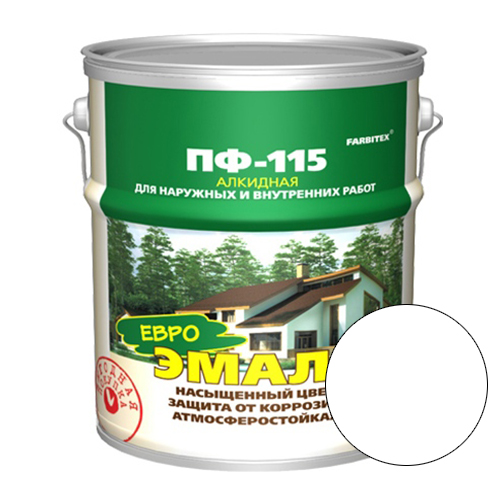 FARBITEX®
ПФ-115
АЛКИДНАЯ
ДЛЯ НАРУЖНЫХ И ВНУТРЕННИХ РАБОТ
ЕВРО
ЭМАЛ
НАСЫЩЕННЫЙ ЦВЕ
ЗАЩИТА ОТ КОРРОЗИ
АТМОСФЕРОСТОЙКА